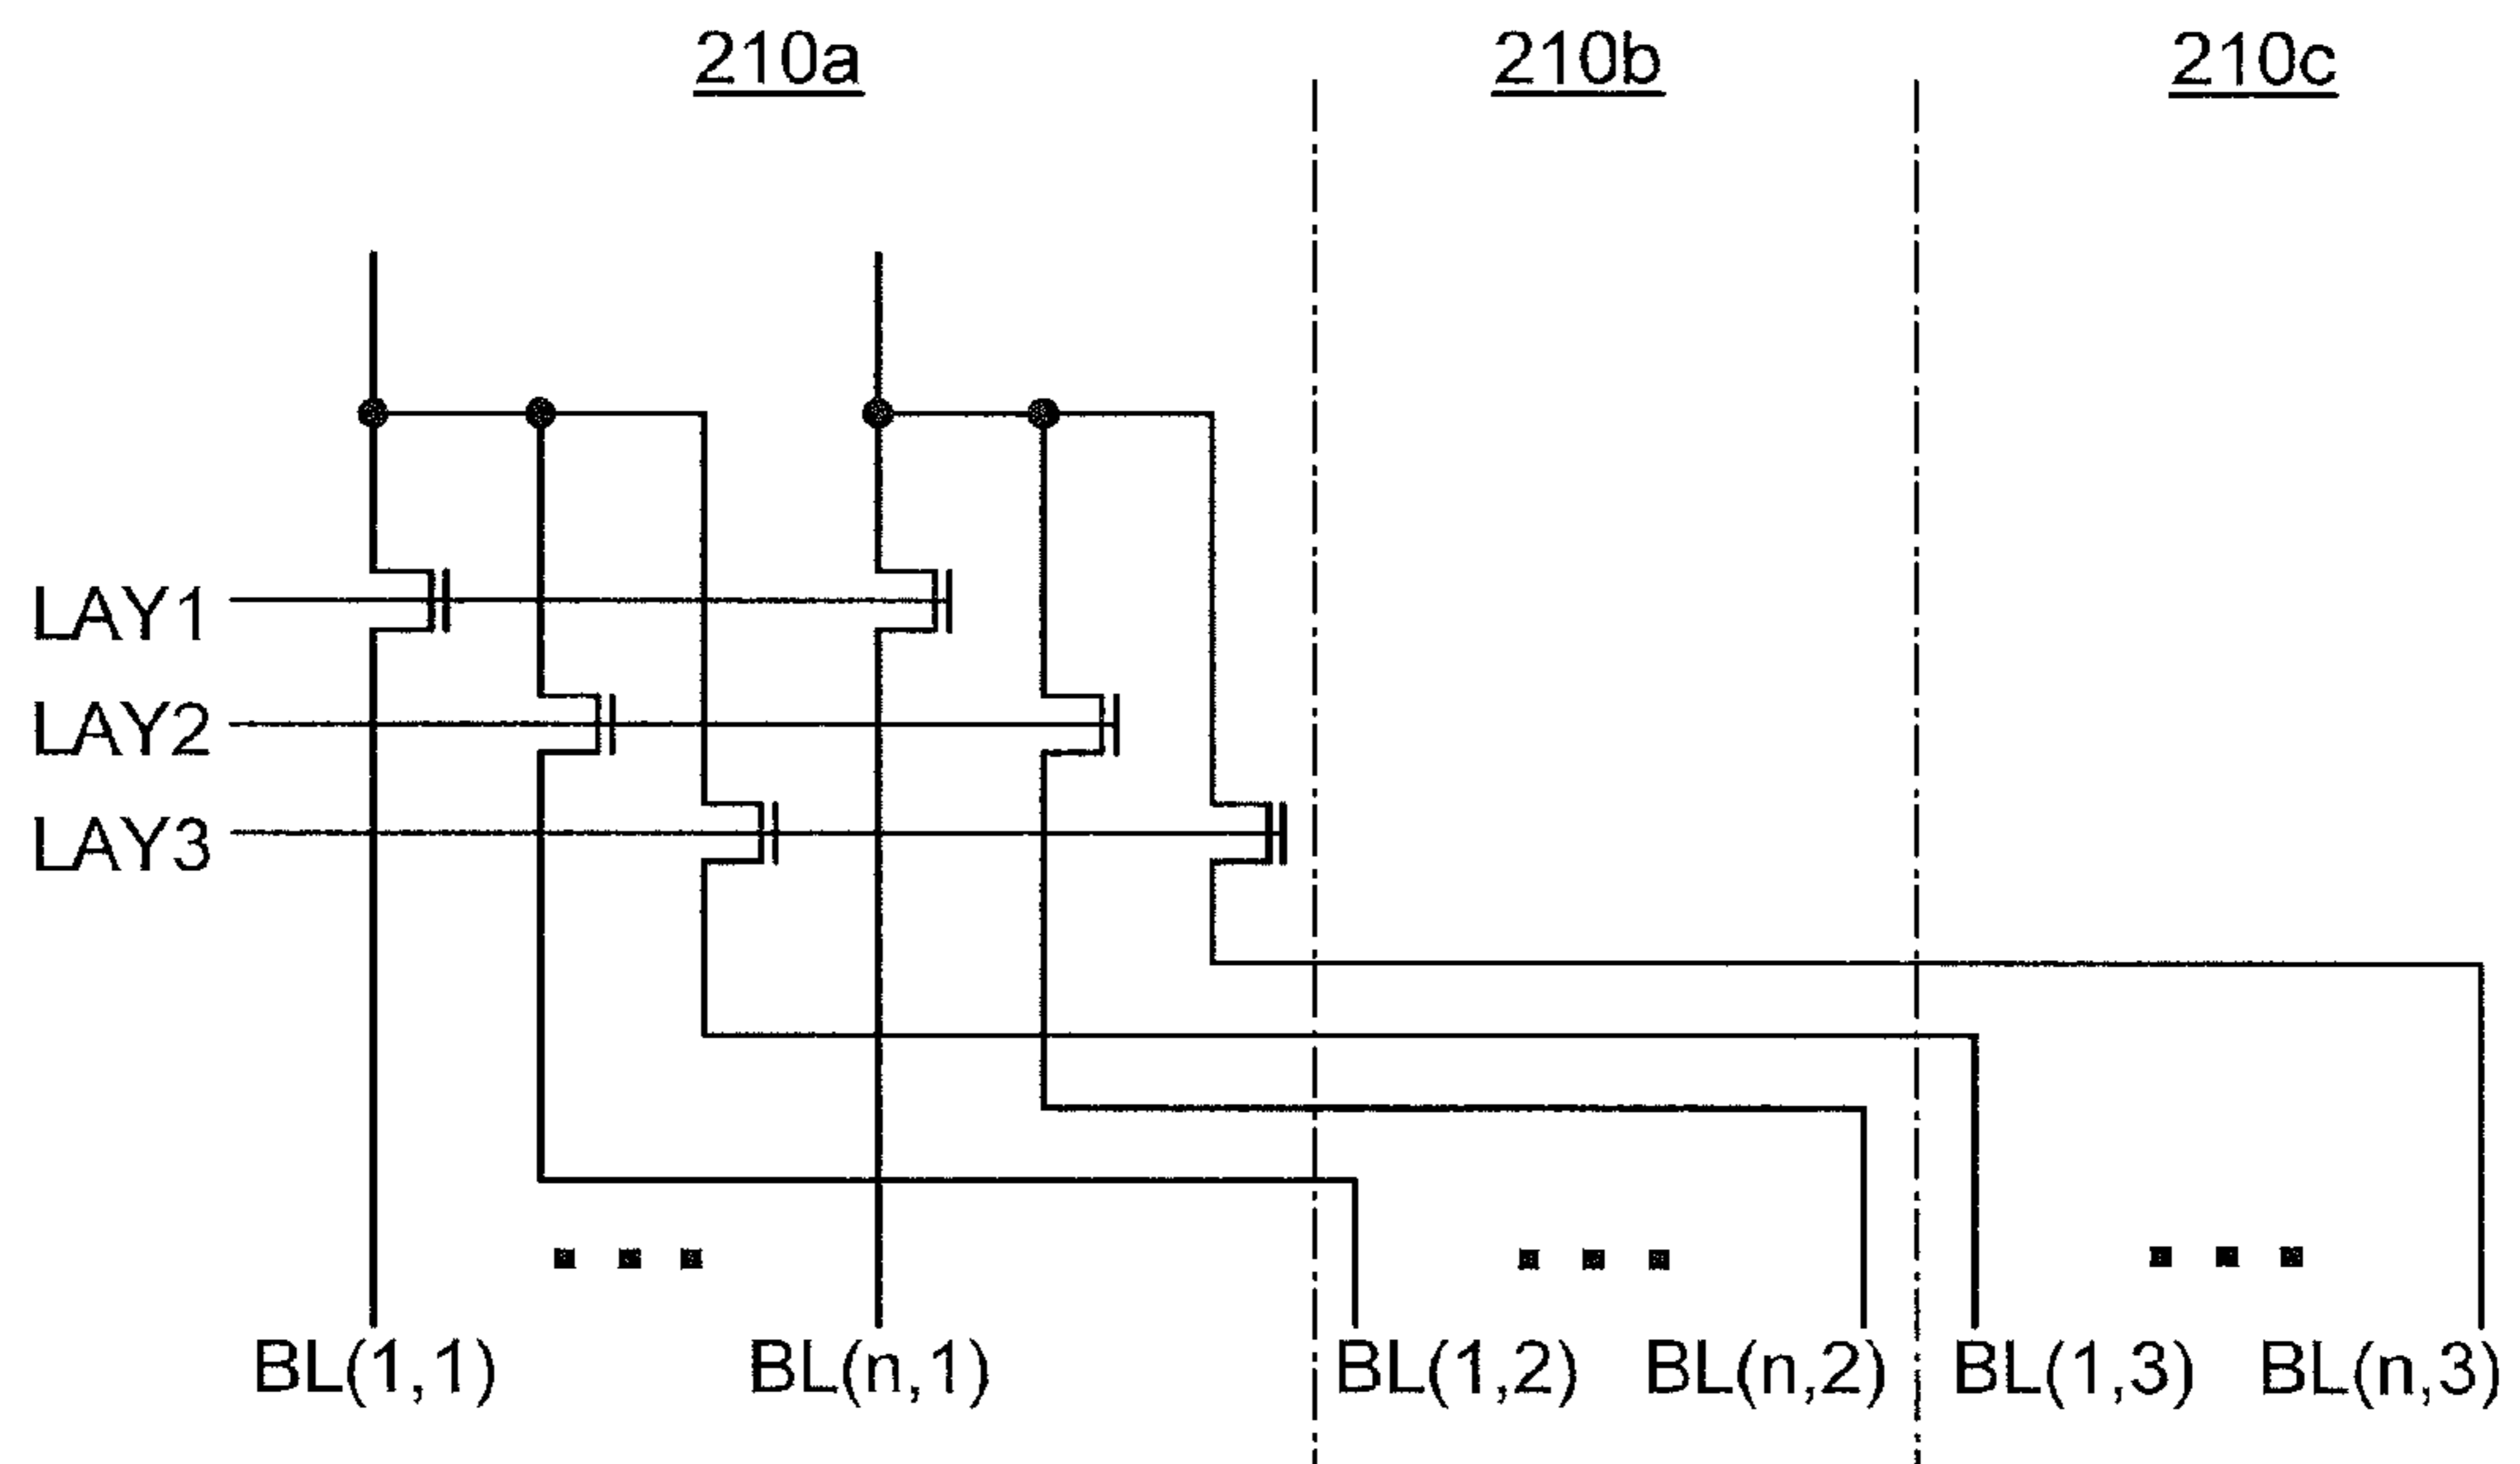 210a 210b 210c
LAY1
LAY2
LAY3
BL(1,1) BL(n,1) BL(1,2) BL(n,2) BL(1,3) BL(n,3)